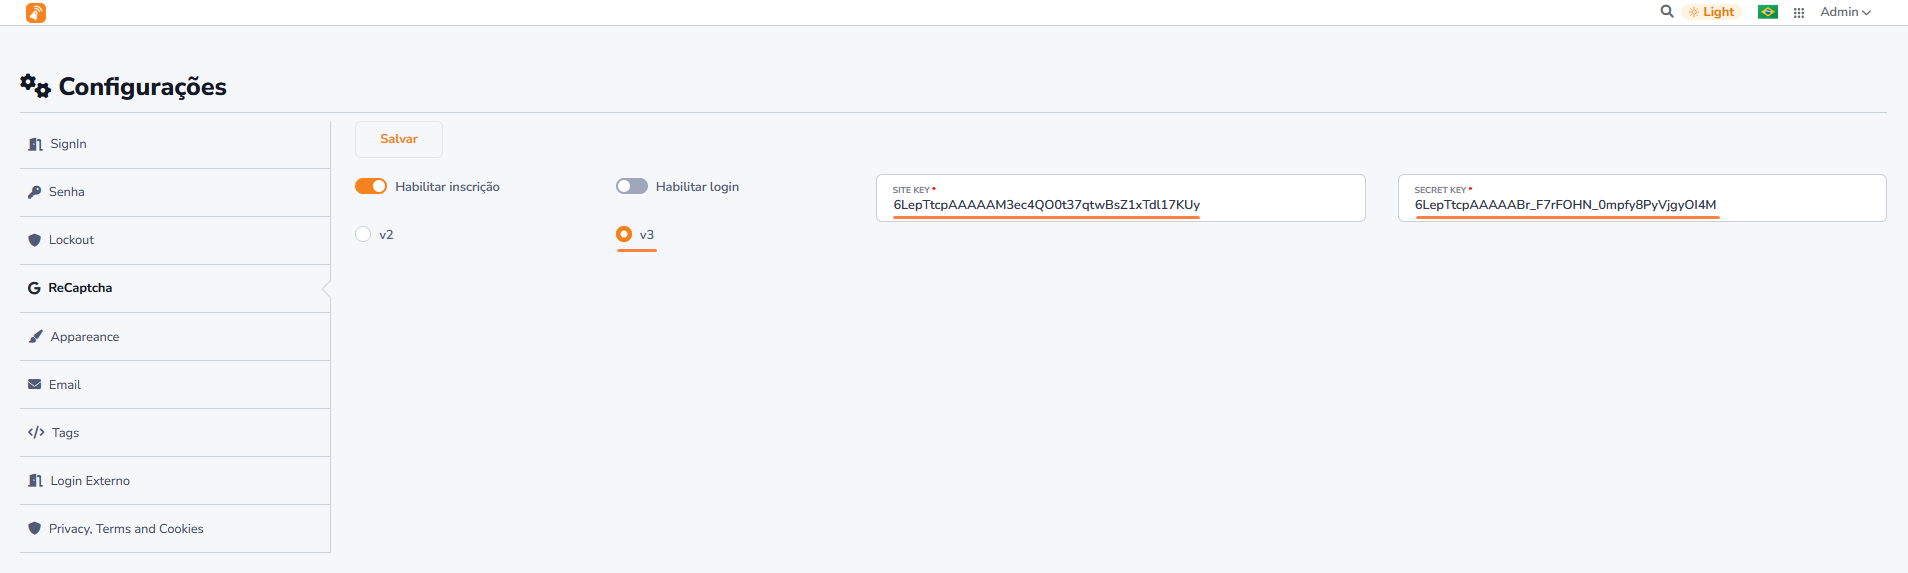 Light
Admin
Configurações
SignIn
Senha
Lockout
ReCaptcha
Appareance
Email
Tags
Login Externo
Privacy, Terms and Cookies
Salvar
Habilitar inscrição
Habilitar login
SITE KEY *
6LepTtcpAAAAAM3ec4QO0t37qtwBsZ1xTdl17KUy
SECRET KEY *
6LepTtcpAAAAABr_F7rFOHN_0mpfy8PyVjgyOI4M
v2
v3